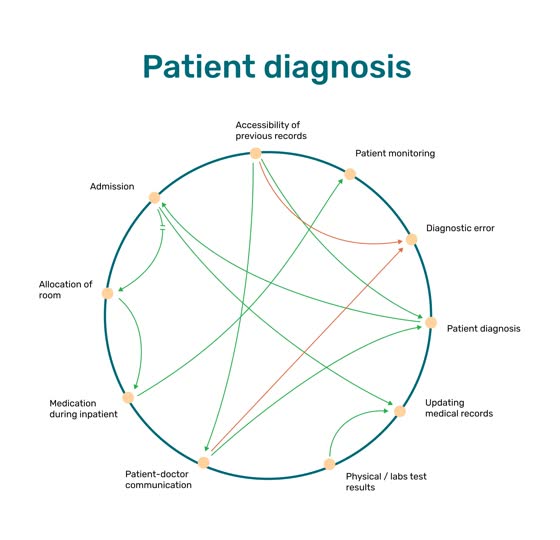 Patient diagnosis
Accessibility of
previous records
Patient monitoring
Admission
Diagnostic error
Allocation of
room
Patient diagnosis
Medication
during inpatient
Updating
medical records
Patient-doctor
communication
Physical / labs test
results